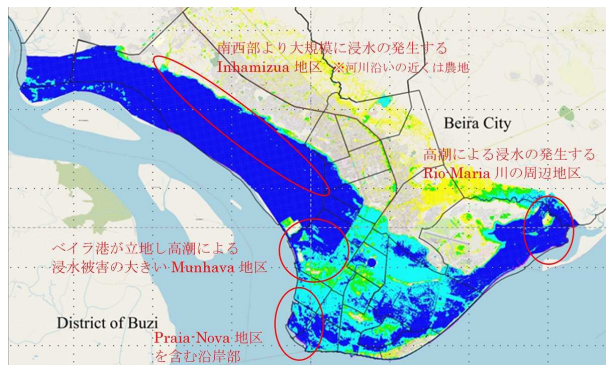 南西部より大規模に浸水の発生する
Inhamizua 地区 ※河川沿いの近くは農地
Beira City
高潮による浸水の発生する
Rio Maria 川の周辺地区
ベイラ港が立地し高潮による
浸水被害の大きい Munhava 地区
District of Buzi
Praia-Nova 地区
を含む沿岸部